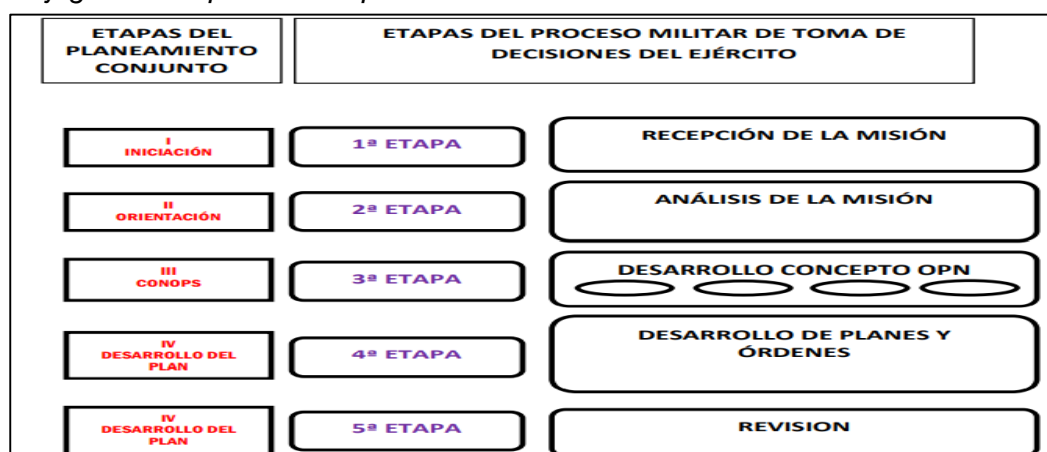 ETAPAS DEL
PLANEAMIENTO
CONJUNTO
ETAPAS DEL PROCESO MILITAR DE TOMA DE
DECISIONES DEL EJÉRCITO
I
INICIACIÓN
1ª ETAPA
RECEPCIÓN DE LA MISIÓN
II
ORIENTACIÓN
2ª ETAPA
ANÁLISIS DE LA MISIÓN
III
CONOPS
3ª ETAPA
DESARROLLO CONCEPTO OPN
IV
DESARROLLO DEL
PLAN
4ª ETAPA
DESARROLLO DE PLANES Y
ÓRDENES
IV
DESARROLLO DEL
PLAN
5ª ETAPA
REVISION